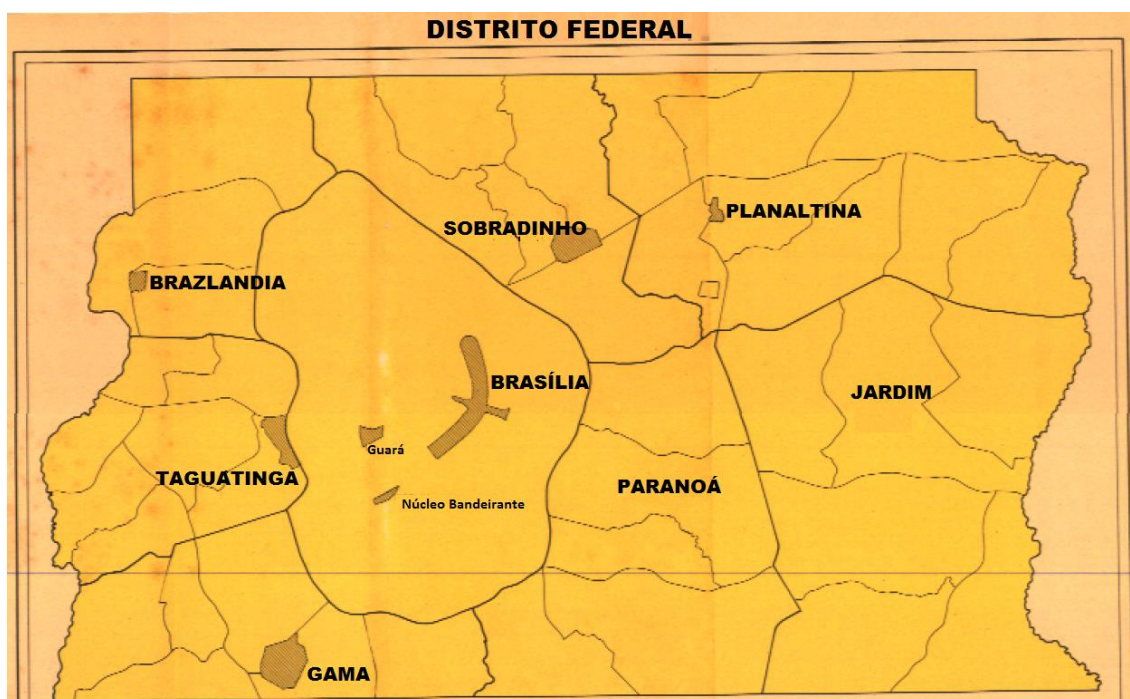 DISTRITO FEDERAL
PLANALTINA
SOBRADINHO
BRAZLANDIA
BRASÍLIA
JARDIM
Guará
TAGUATINGA
PARANOÁ
Núcleo Bandeirante
GAMA